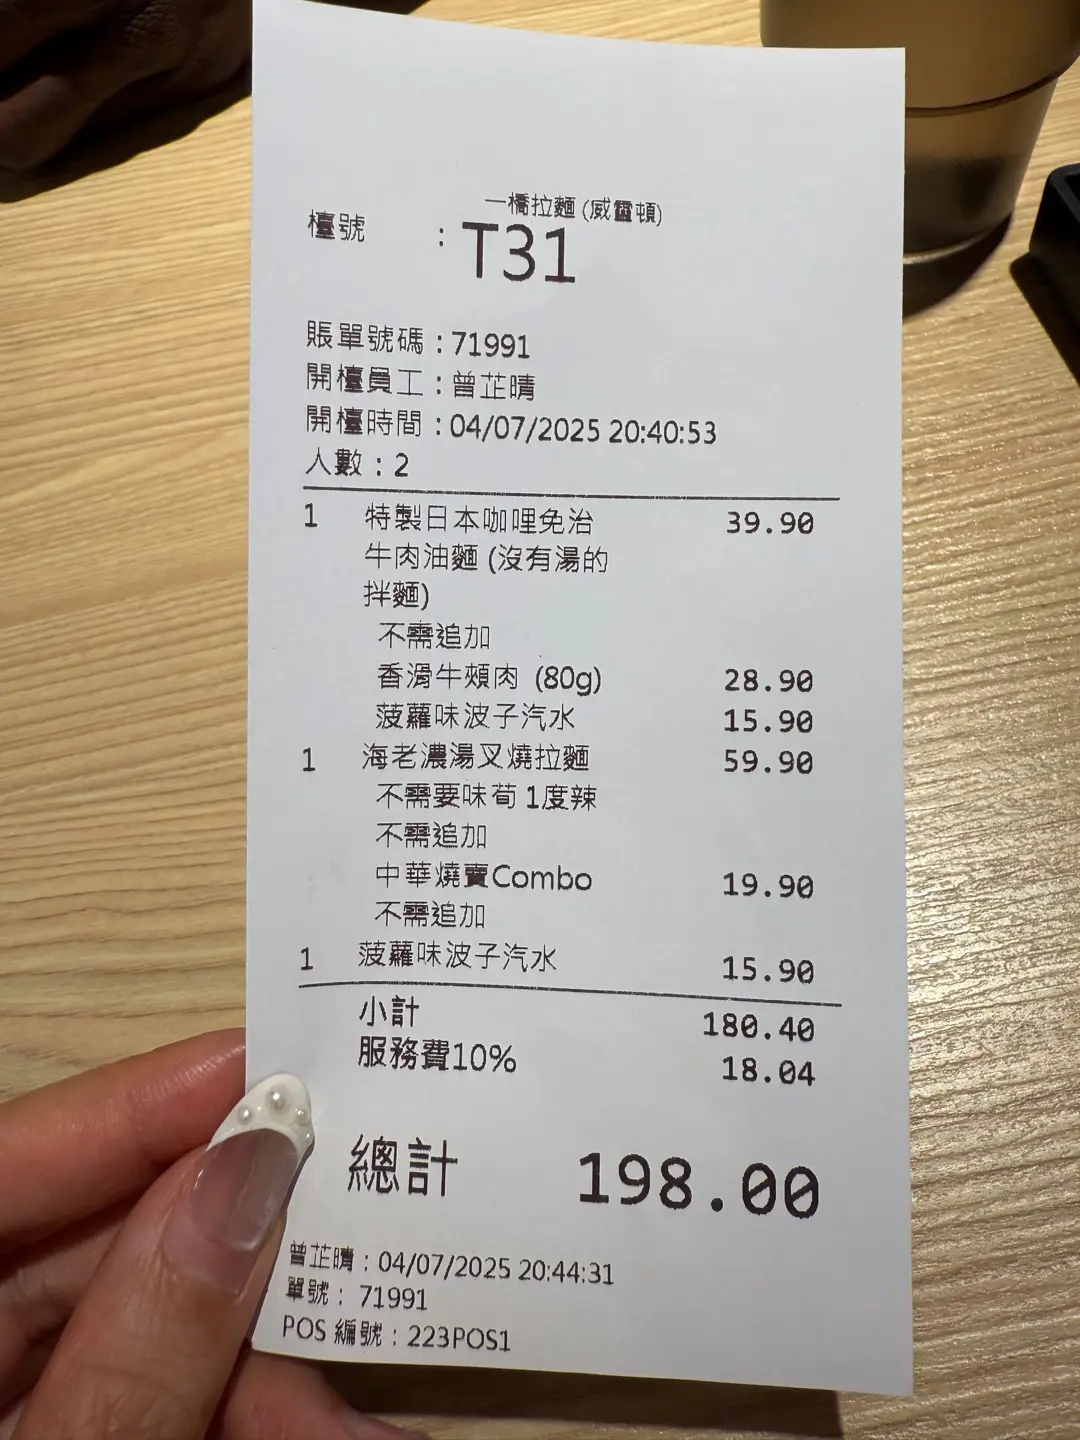 一橋拉麵 (威靈頓)
檯號 : T31
賬單號碼 : 71991
開檯員工 : 曾芷晴
開檯時間 : 04/07/2025 20:40:53
人數 : 2
1 特製日本咖哩免治 39.90
牛肉油麵 (沒有湯的
拌麵)
不需追加
香滑牛頰肉 (80g) 28.90
菠蘿味波子汽水 15.90
1 海老濃湯叉燒拉麵 59.90
不需要味荀 1度辣
不需追加
中華燒賣Combo 19.90
不需追加
1 菠蘿味波子汽水 15.90
小計 180.40
服務費10% 18.04
總計 198.00
曾芷晴 : 04/07/2025 20:44:31
單號 : 71991
POS 編號 : 223POS1